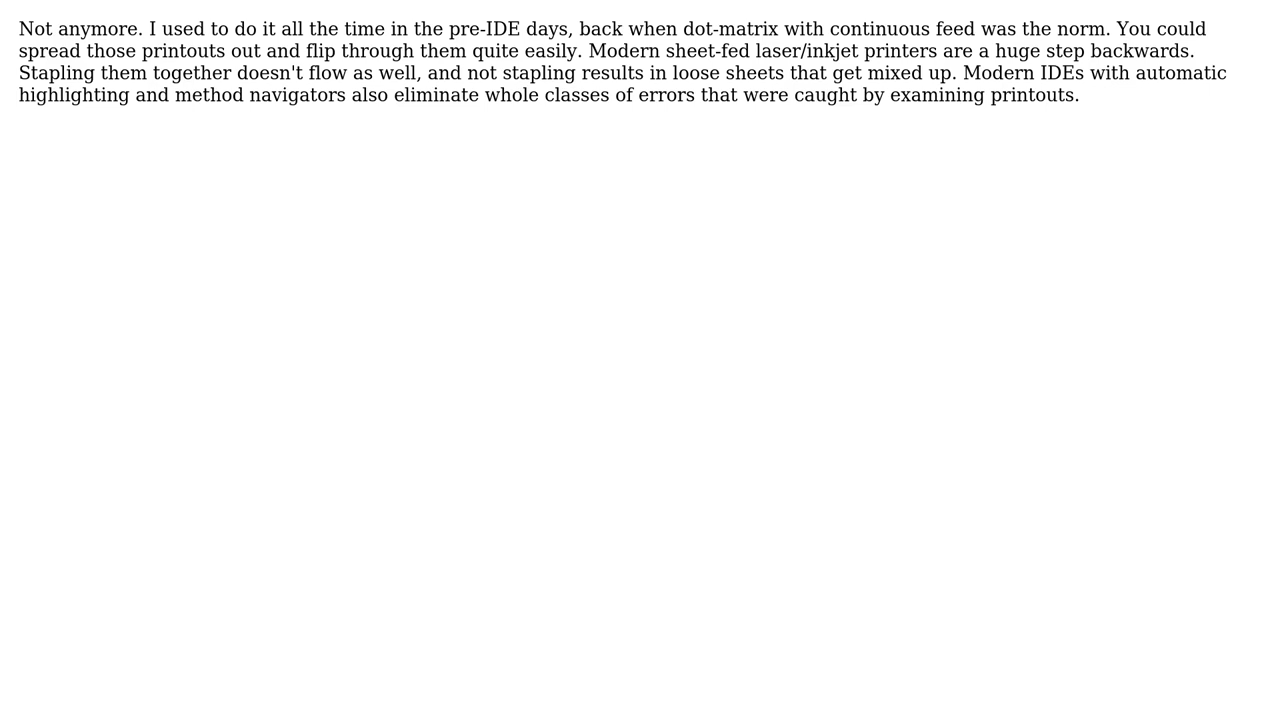 Not anymore. I used to do it all the time in the pre-IDE days, back when dot-matrix with continuous feed was the norm. You could
spread those printouts out and flip through them quite easily. Modern sheet-fed laser/inkjet printers are a huge step backwards.
Stapling them together doesn't flow as well, and not stapling results in loose sheets that get mixed up. Modern IDEs with automatic
highlighting and method navigators also eliminate whole classes of errors that were caught by examining printouts.